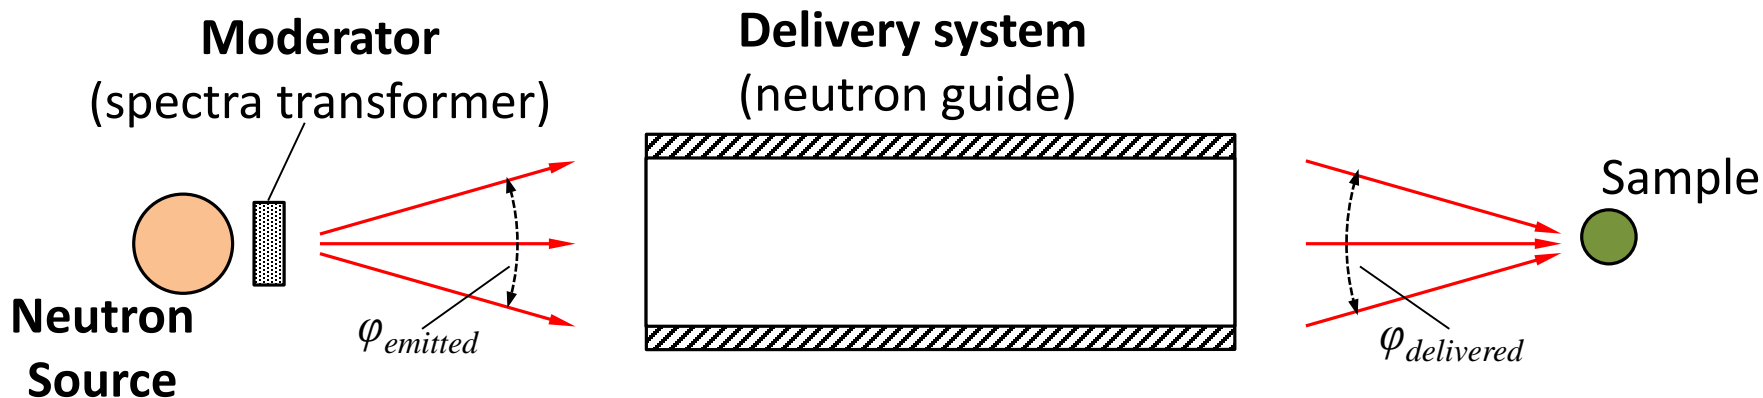 Moderator
(spectra transformer)
Delivery system
(neutron guide)
Sample
Neutron
Source
φemitted
φdelivered